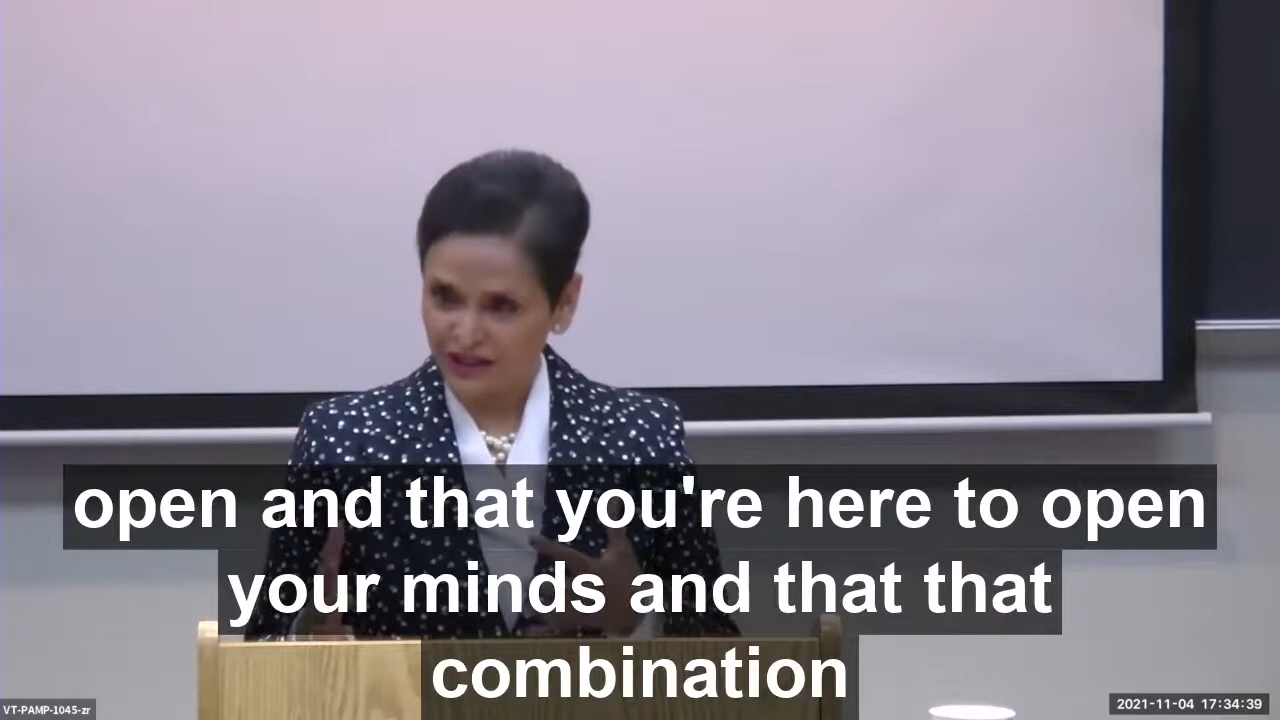 open and that you're here to open
your minds and that that
combination
VT-PAMP-1045-zr
2021-11-04 17:34:39